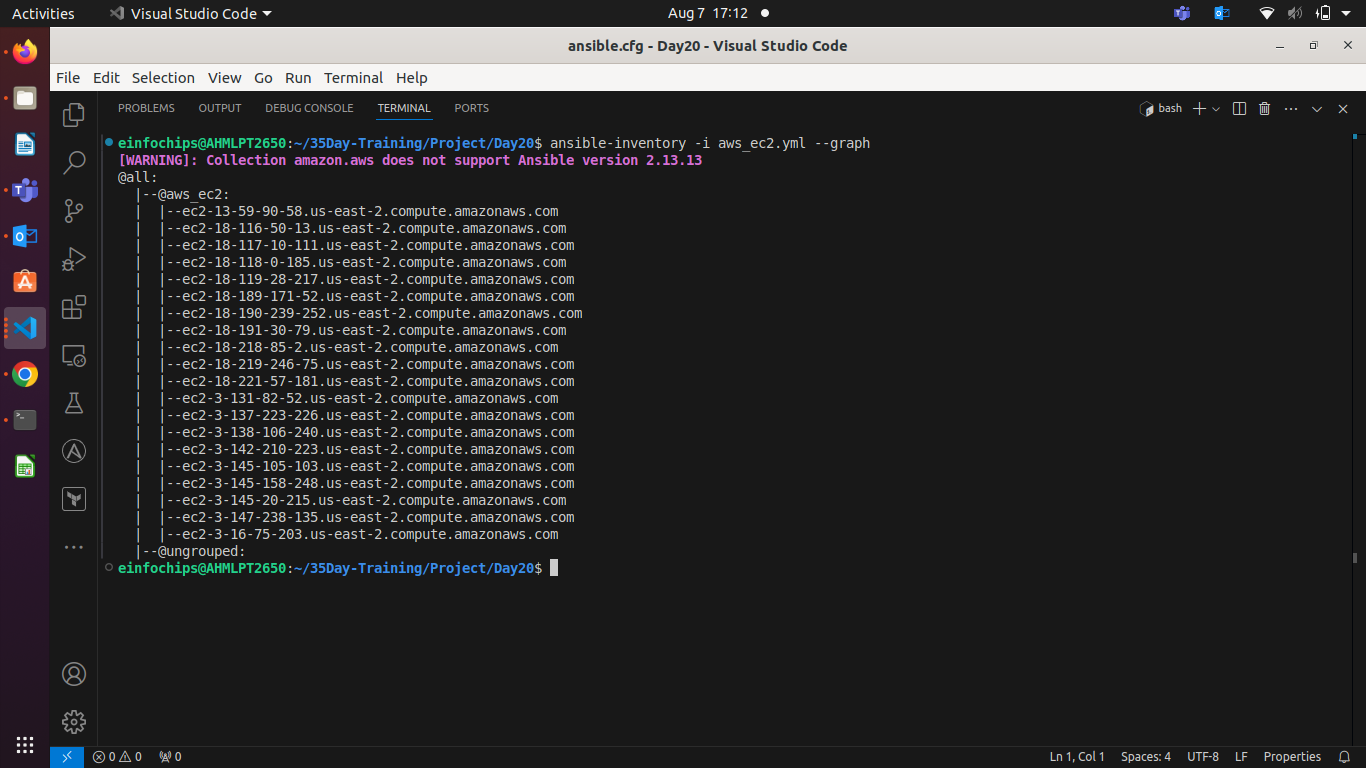 Activities Visual Studio Code Aug 7 17:12
ansible.cfg - Day20 - Visual Studio Code
File Edit Selection View Go Run Terminal Help
PROBLEMS OUTPUT DEBUG CONSOLE TERMINAL PORTS bash
einfochips@AHMLPT2650:~/35Day-Training/Project/Day20$ ansible-inventory -i aws_ec2.yml --graph
[WARNING]: Collection amazon.aws does not support Ansible version 2.13.13
@all:
  |--@aws_ec2:
  |  |--ec2-13-59-90-58.us-east-2.compute.amazonaws.com
  |  |--ec2-18-116-50-13.us-east-2.compute.amazonaws.com
  |  |--ec2-18-117-10-111.us-east-2.compute.amazonaws.com
  |  |--ec2-18-118-0-185.us-east-2.compute.amazonaws.com
  |  |--ec2-18-119-28-217.us-east-2.compute.amazonaws.com
  |  |--ec2-18-189-171-52.us-east-2.compute.amazonaws.com
  |  |--ec2-18-190-239-252.us-east-2.compute.amazonaws.com
  |  |--ec2-18-191-30-79.us-east-2.compute.amazonaws.com
  |  |--ec2-18-218-85-2.us-east-2.compute.amazonaws.com
  |  |--ec2-18-219-246-75.us-east-2.compute.amazonaws.com
  |  |--ec2-18-221-57-181.us-east-2.compute.amazonaws.com
  |  |--ec2-3-131-82-52.us-east-2.compute.amazonaws.com
  |  |--ec2-3-137-223-226.us-east-2.compute.amazonaws.com
  |  |--ec2-3-138-106-240.us-east-2.compute.amazonaws.com
  |  |--ec2-3-142-210-223.us-east-2.compute.amazonaws.com
  |  |--ec2-3-145-105-103.us-east-2.compute.amazonaws.com
  |  |--ec2-3-145-158-248.us-east-2.compute.amazonaws.com
  |  |--ec2-3-145-20-215.us-east-2.compute.amazonaws.com
  |  |--ec2-3-147-238-135.us-east-2.compute.amazonaws.com
  |  |--ec2-3-16-75-203.us-east-2.compute.amazonaws.com
  |--@ungrouped:
einfochips@AHMLPT2650:~/35Day-Training/Project/Day20$
0 0 0 Ln 1, Col 1 Spaces: 4 UTF-8 LF Properties